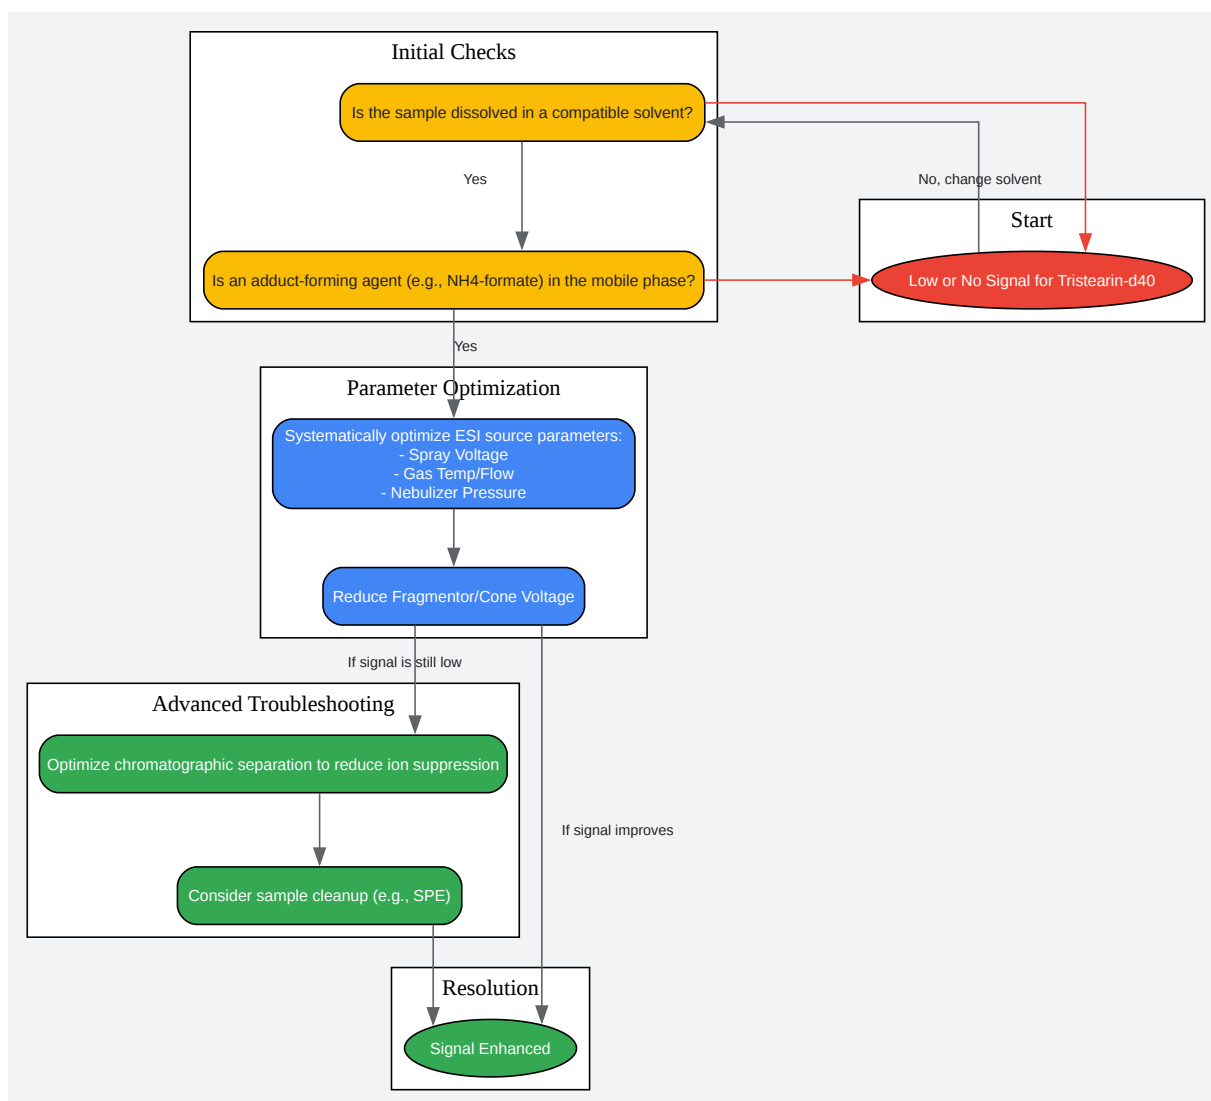 Initial Checks
Is the sample dissolved in a compatible solvent?
Yes
No, change solvent
Start
Low or No Signal for Tristearin-d40
Is an adduct-forming agent (e.g., NH4-formate) in the mobile phase?
Yes
Parameter Optimization
Systematically optimize ESI source parameters:
- Spray Voltage
- Gas Temp/Flow
- Nebulizer Pressure
Reduce Fragmentor/Cone Voltage
If signal is still low
Advanced Troubleshooting
Optimize chromatographic separation to reduce ion suppression
If signal improves
Consider sample cleanup (e.g., SPE)
Resolution
Signal Enhanced